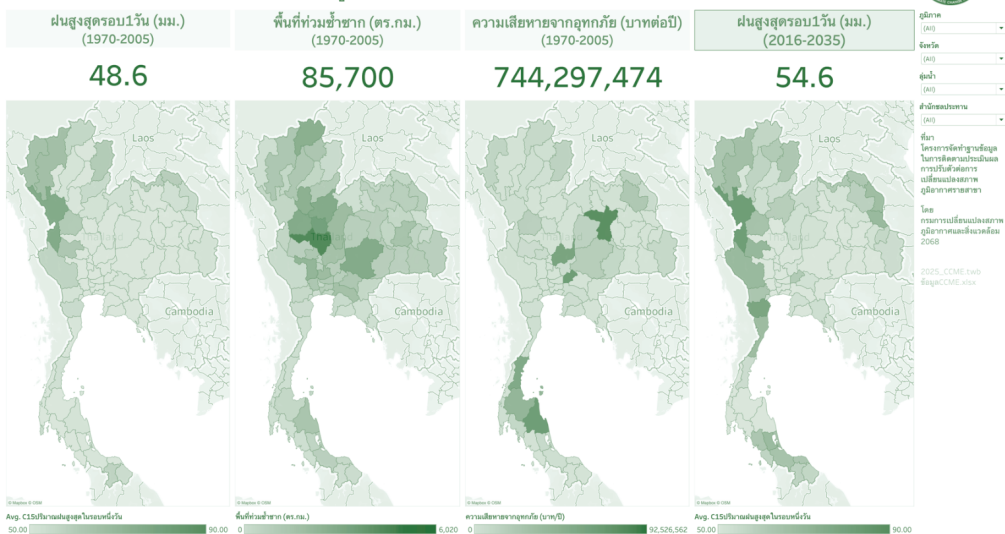 ฝนสูงสุดรอบ1วัน (มม.)
(1970-2005)
48.6
พื้นที่ท่วมซ้ำซาก (ตร.กม.)
(1970-2005)
85,700
ความเสียหายจากอุทกภัย (บาทต่อปี)
(1970-2005)
744,297,474
ฝนสูงสุดรอบ1วัน (มม.)
(2016-2035)
54.6
Laos
Cambodia
© Mapbox © OSM
Avg. C15ปริมาณฝนสูงสุดในรอบหนึ่งวัน
50.00
90.00
Laos
Cambodia
© Mapbox © OSM
พื้นที่ท่วมซ้ำซาก (ตร.กม.)
0
6,020
Laos
Cambodia
© Mapbox © OSM
ความเสียหายจากอุทกภัย (บาท/ปี)
0
92,526,562
Laos
Cambodia
© Mapbox © OSM
Avg. C15ปริมาณฝนสูงสุดในรอบหนึ่งวัน
50.00
90.00
ภูมิภาค
(All)
จังหวัด
(All)
ลุ่มน้ำ
(All)
สำนักชลประทาน
(All)
ที่มา
โครงการจัดทำฐานข้อมูล
ในการติดตามประเมินผล
การปรับตัวต่อการ
เปลี่ยนแปลงสภาพ
ภูมิอากาศรายสาขา
โดย
กรมการเปลี่ยนแปลงสภาพ
ภูมิอากาศและสิ่งแวดล้อม
2068
2025_CCME.twb
ข้อมูลCCME.xlsx